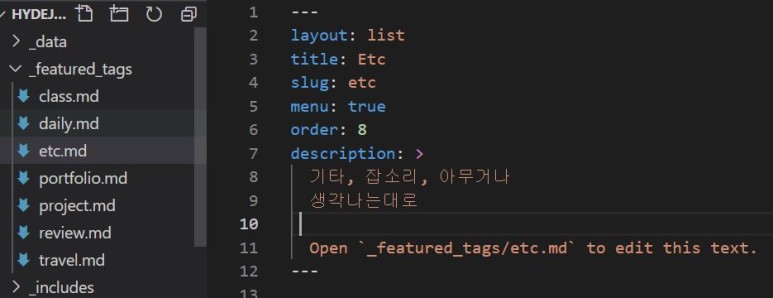 HYDEJ...
_data
_featured_tags
class.md
daily.md
etc.md
portfolio.md
project.md
review.md
travel.md
_includes
1 ---
2 layout: list
3 title: Etc
4 slug: etc
5 menu: true
6 order: 8
7 description: >
8 기타, 잡소리, 아무거나
9 생각나는대로
10
11 Open `_featured_tags/etc.md` to edit this text.
12 ---
13